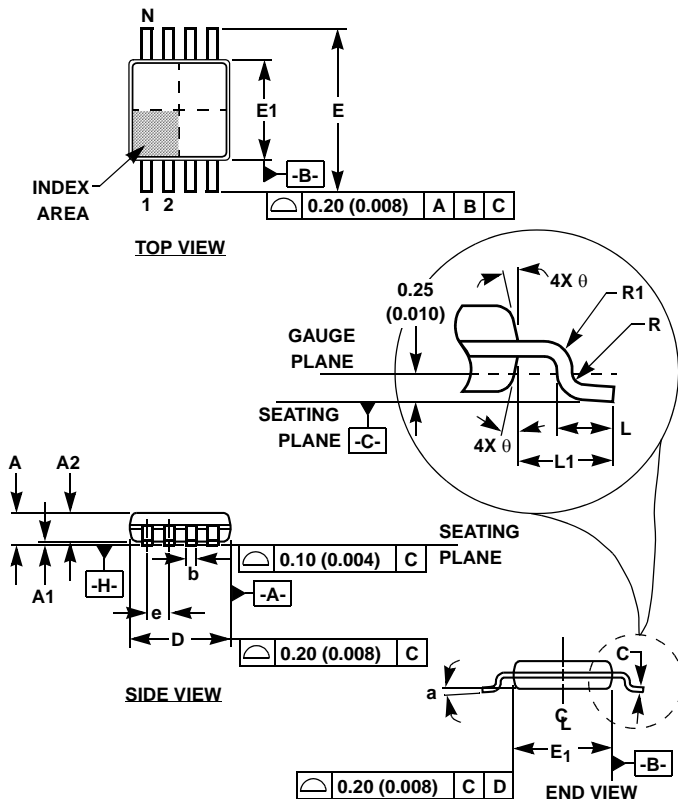 N
E1
E
-B-
INDEX
AREA
1 2
0.20 (0.008) A B C
TOP VIEW
0.25
(0.010)
4X θ
R1
R
GAUGE
PLANE
SEATING
PLANE
-C-
4X θ
L
L1
A
A2
SEATING
PLANE
A1
-H-
b
0.10 (0.004) C
-A-
e
D
0.20 (0.008) C
SIDE VIEW
C
a
CL
E1
-B-
0.20 (0.008) C D
END VIEW